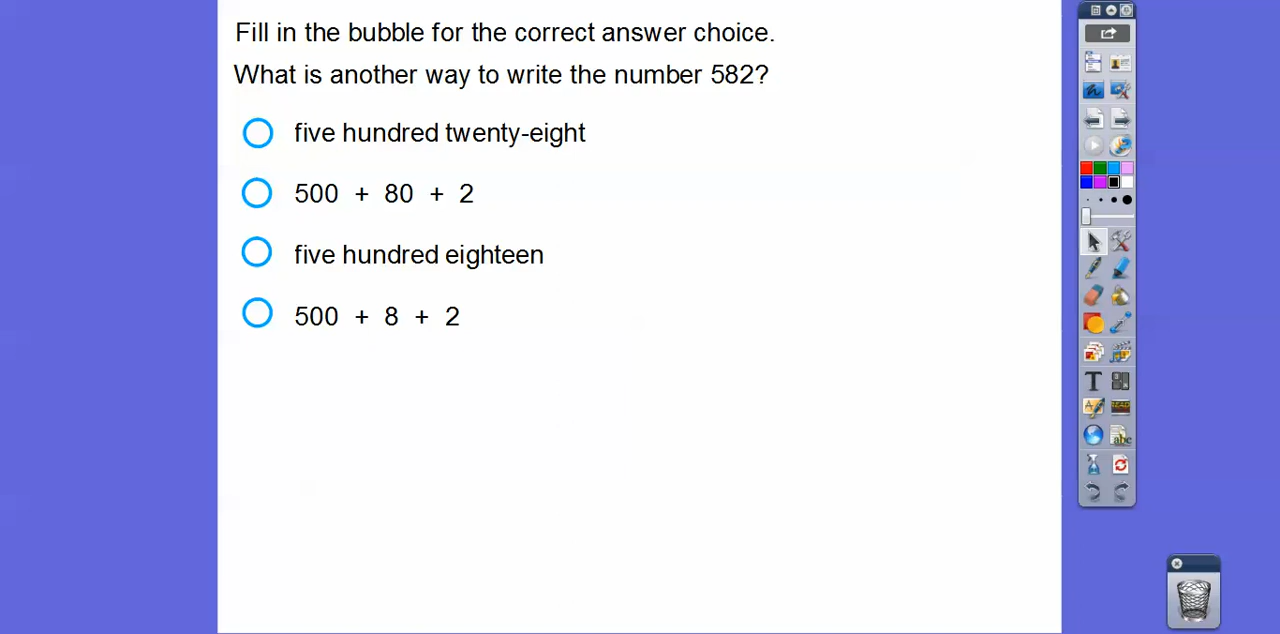 Fill in the bubble for the correct answer choice.
What is another way to write the number 582?
five hundred twenty-eight
500 + 80 + 2
five hundred eighteen
500 + 8 + 2
T
abc